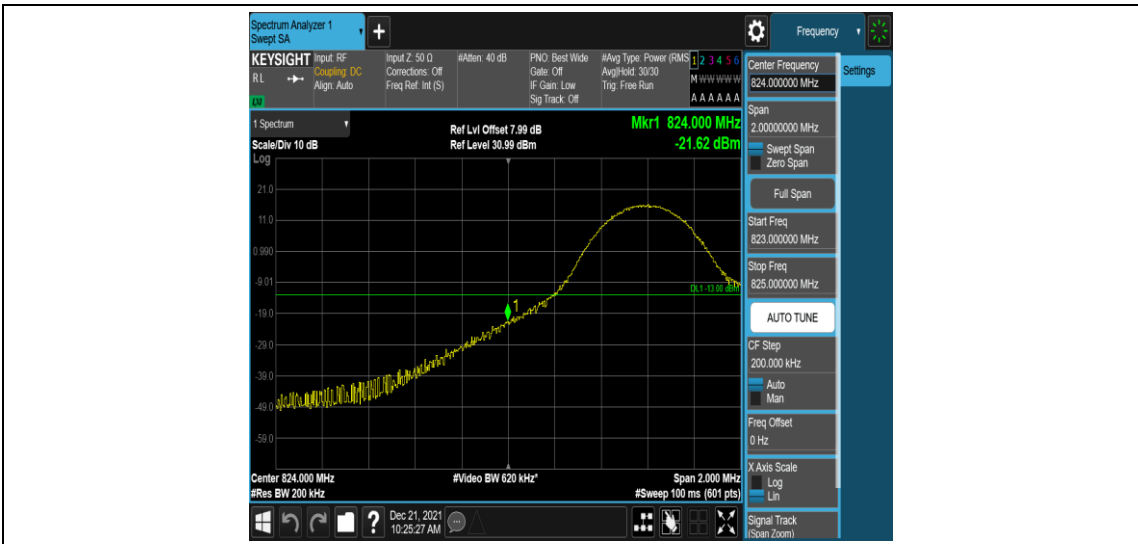 Spectrum Analyzer 1
Swept SA
+
Frequency
KEYSIGHT
RL
LXI
Input: RF
Coupling: DC
Align: Auto
Input Z: 50 Ω
Corrections: Off
Freq Ref: Int (S)
#Atten: 40 dB
PNO: Best Wide
Gate: Off
IF Gain: Low
Sig Track: Off
#Avg Type: Power (RMS
Avg|Hold: 30/30
Trig: Free Run
1 2 3 4 5 6
M W W W W W
A A A A A A
1 Spectrum
Scale/Div 10 dB
Log
Ref Lvl Offset 7.99 dB
Ref Level 30.99 dBm
Mkr1 824.000 MHz
-21.62 dBm
21.0
11.0
0.990
-9.01
-19.0
-29.0
-39.0
-49.0
-59.0
DL1 -13.00 dBm
1
Center 824.000 MHz
#Res BW 200 kHz
#Video BW 620 kHz*
Span 2.000 MHz
#Sweep 100 ms (601 pts)
Center Frequency
824.000000 MHz
Settings
Span
2.00000000 MHz
Swept Span
Zero Span
Full Span
Start Freq
823.000000 MHz
Stop Freq
825.000000 MHz
AUTO TUNE
CF Step
200.000 kHz
Auto
Man
Freq Offset
0 Hz
X Axis Scale
Log
Lin
Signal Track
(Span Zoom)
?
Dec 21, 2021
10:25:27 AM